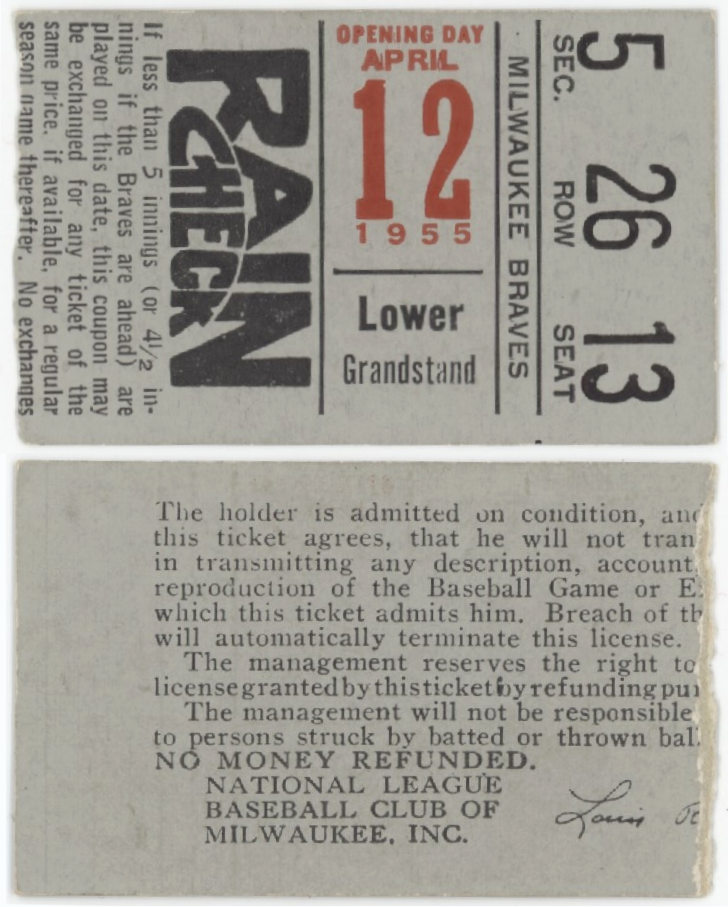 If less than 5 innings (or 4½ in-
nings if the Braves are ahead) are
played on this date, this coupon may
be exchanged for any ticket of the
same price, if available, for a regular
season game thereafter. No exchanges
RAIN
CHECK
OPENING DAY
APRIL
12
1955
Lower
Grandstand
MILWAUKEE BRAVES
SEC. ROW SEAT
5 26 13
The holder is admitted on condition, and
this ticket agrees, that he will not tran
in transmitting any description, account,
reproduction of the Baseball Game or E
which this ticket admits him. Breach of th
will automatically terminate this license.
The management reserves the right to
license granted by this ticket by refunding pur
The management will not be responsible
to persons struck by batted or thrown bal
NO MONEY REFUNDED.
NATIONAL LEAGUE
BASEBALL CLUB OF
MILWAUKEE, INC.
Louis